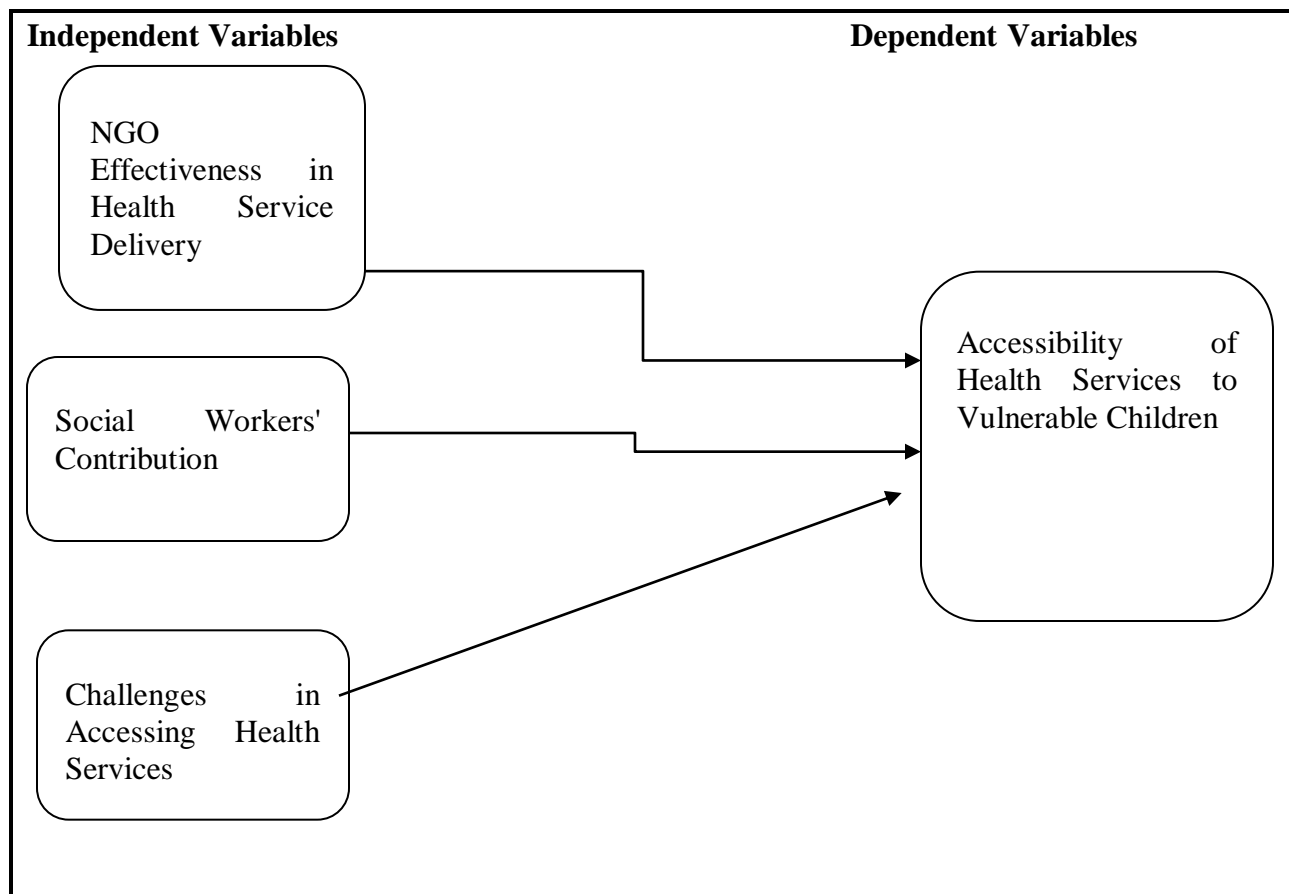 Independent Variables
Dependent Variables
NGO
Effectiveness in
Health Service
Delivery
Social Workers'
Contribution
Challenges in
Accessing Health
Services
Accessibility of
Health Services to
Vulnerable Children